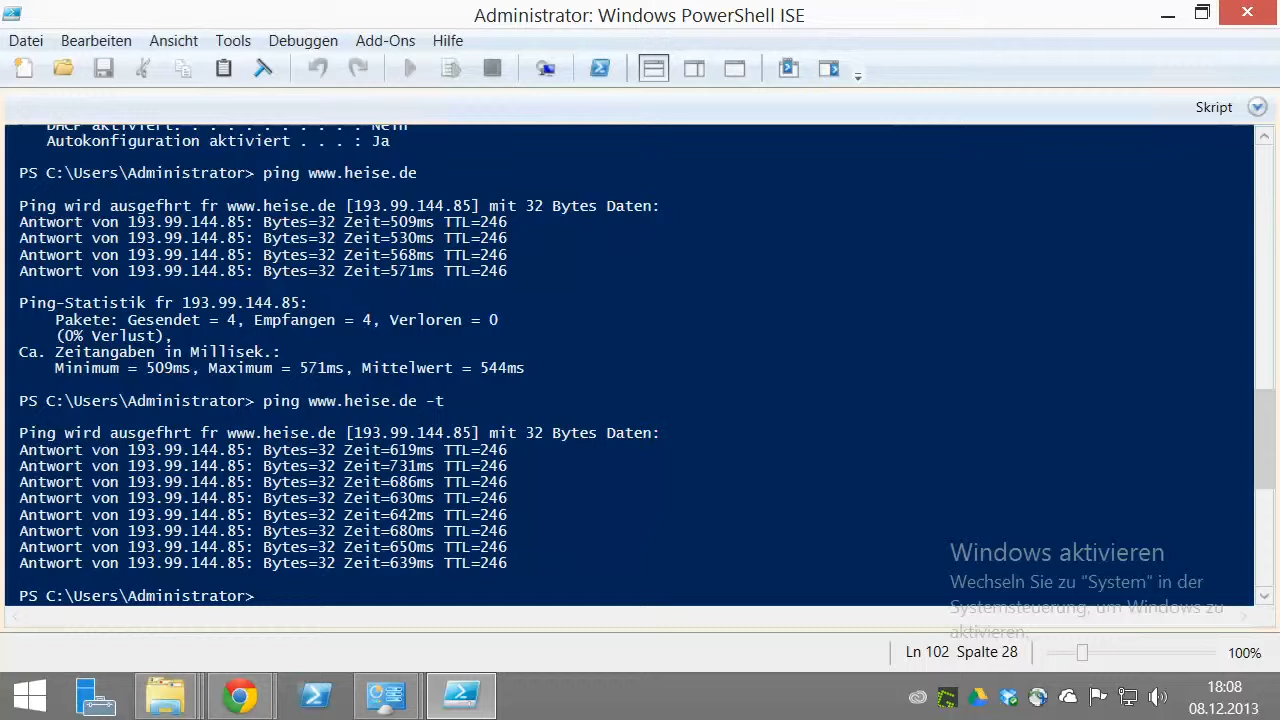 Administrator: Windows PowerShell ISE
Datei Bearbeiten Ansicht Tools Debuggen Add-Ons Hilfe
Skript
DHCP aktiviert. . . . . . . . . . : Nein
Autokonfiguration aktiviert . . . . : Ja
PS C:\Users\Administrator> ping www.heise.de
Ping wird ausgefhrt fr www.heise.de [193.99.144.85] mit 32 Bytes Daten:
Antwort von 193.99.144.85: Bytes=32 Zeit=509ms TTL=246
Antwort von 193.99.144.85: Bytes=32 Zeit=530ms TTL=246
Antwort von 193.99.144.85: Bytes=32 Zeit=568ms TTL=246
Antwort von 193.99.144.85: Bytes=32 Zeit=571ms TTL=246
Ping-Statistik fr 193.99.144.85:
Pakete: Gesendet = 4, Empfangen = 4, Verloren = 0
(0% Verlust),
Ca. Zeitangaben in Millisek.:
Minimum = 509ms, Maximum = 571ms, Mittelwert = 544ms
PS C:\Users\Administrator> ping www.heise.de -t
Ping wird ausgefhrt fr www.heise.de [193.99.144.85] mit 32 Bytes Daten:
Antwort von 193.99.144.85: Bytes=32 Zeit=619ms TTL=246
Antwort von 193.99.144.85: Bytes=32 Zeit=731ms TTL=246
Antwort von 193.99.144.85: Bytes=32 Zeit=686ms TTL=246
Antwort von 193.99.144.85: Bytes=32 Zeit=630ms TTL=246
Antwort von 193.99.144.85: Bytes=32 Zeit=642ms TTL=246
Antwort von 193.99.144.85: Bytes=32 Zeit=680ms TTL=246
Antwort von 193.99.144.85: Bytes=32 Zeit=650ms TTL=246
Antwort von 193.99.144.85: Bytes=32 Zeit=639ms TTL=246
PS C:\Users\Administrator>
Windows aktivieren
Wechseln Sie zu "System" in der
Systemsteuerung, um Windows zu
aktivieren.
Ln 102 Spalte 28
100%
18:08
08.12.2013